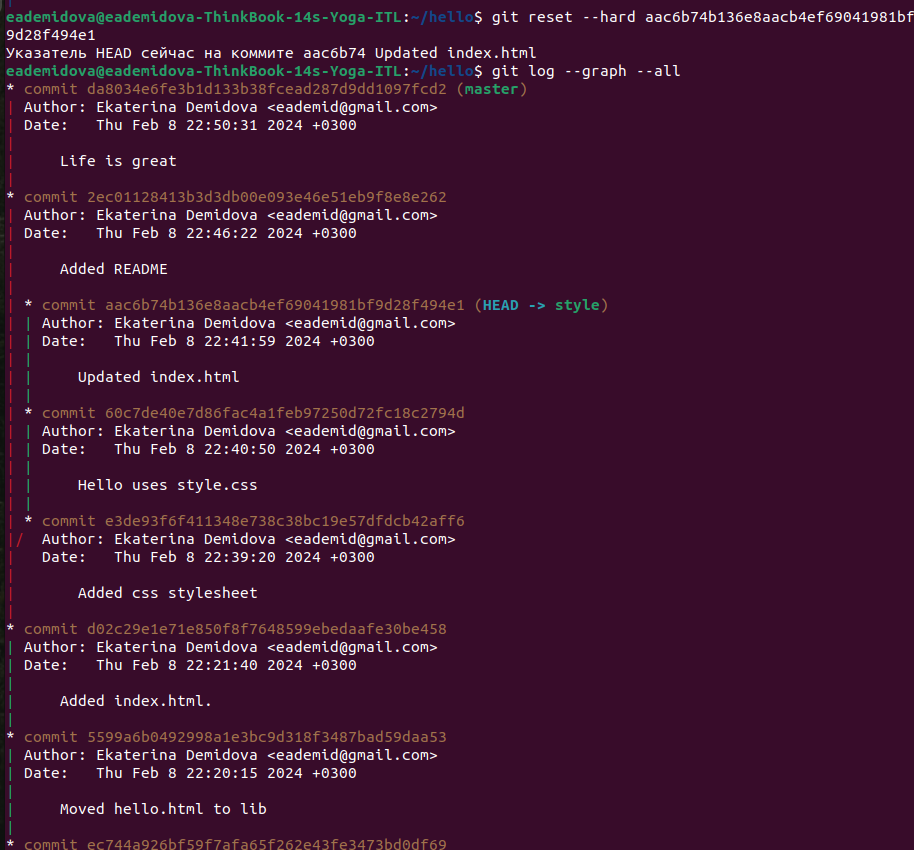 eademidova@eademidova-ThinkBook-14s-Yoga-ITL:~/hello$ git reset --hard aac6b74b136e8aacb4ef69041981bf
9d28f494e1
Указатель HEAD сейчас на коммите aac6b74 Updated index.html
eademidova@eademidova-ThinkBook-14s-Yoga-ITL:~/hello$ git log --graph --all
* commit da8034e6fe3b1d133b38fcead287d9dd1097fcd2 (master)
| Author: Ekaterina Demidova <eademid@gmail.com>
| Date:   Thu Feb 8 22:50:31 2024 +0300
|
|     Life is great
|
* commit 2ec01128413b3d3db00e093e46e51eb9f8e8e262
| Author: Ekaterina Demidova <eademid@gmail.com>
| Date:   Thu Feb 8 22:46:22 2024 +0300
|
|     Added README
|
| * commit aac6b74b136e8aacb4ef69041981bf9d28f494e1 (HEAD -> style)
| | Author: Ekaterina Demidova <eademid@gmail.com>
| | Date:   Thu Feb 8 22:41:59 2024 +0300
| |
| |     Updated index.html
| |
| * commit 60c7de40e7d86fac4a1feb97250d72fc18c2794d
| | Author: Ekaterina Demidova <eademid@gmail.com>
| | Date:   Thu Feb 8 22:40:50 2024 +0300
| |
| |     Hello uses style.css
| |
| * commit e3de93f6f411348e738c38bc19e57dfdcb42aff6
|/  Author: Ekaterina Demidova <eademid@gmail.com>
|   Date:   Thu Feb 8 22:39:20 2024 +0300
|
|       Added css stylesheet
|
* commit d02c29e1e71e850f8f7648599ebedaafe30be458
| Author: Ekaterina Demidova <eademid@gmail.com>
| Date:   Thu Feb 8 22:21:40 2024 +0300
|
|     Added index.html.
|
* commit 5599a6b0492998a1e3bc9d318f3487bad59daa53
| Author: Ekaterina Demidova <eademid@gmail.com>
| Date:   Thu Feb 8 22:20:15 2024 +0300
|
|     Moved hello.html to lib
|
* commit ec744a926bf59f7afa65f262e43fe3473bd0df69